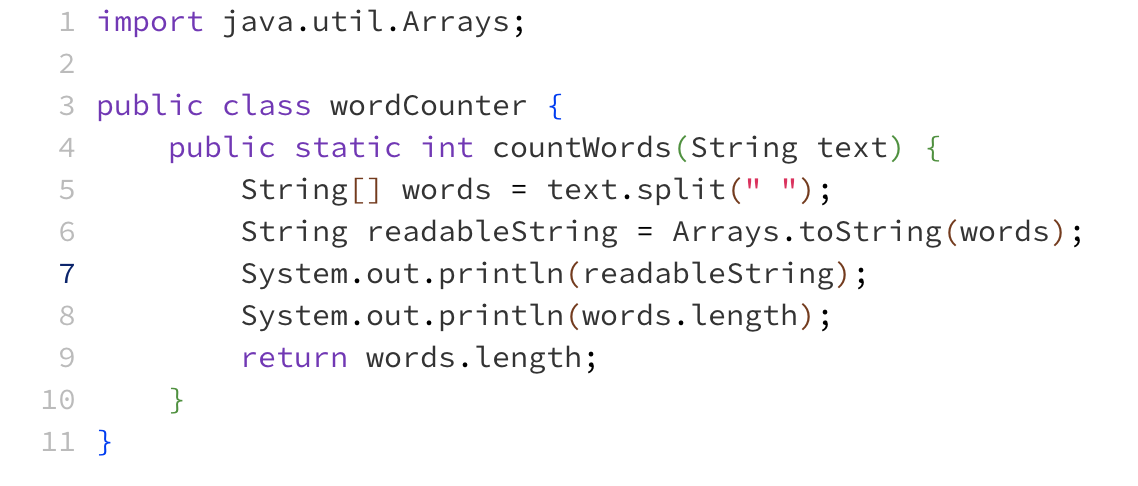 1 import java.util.Arrays;
2
3 public class wordCounter {
4     public static int countWords(String text) {
5         String[] words = text.split(" ");
6         String readableString = Arrays.toString(words);
7         System.out.println(readableString);
8         System.out.println(words.length);
9         return words.length;
10     }
11 }